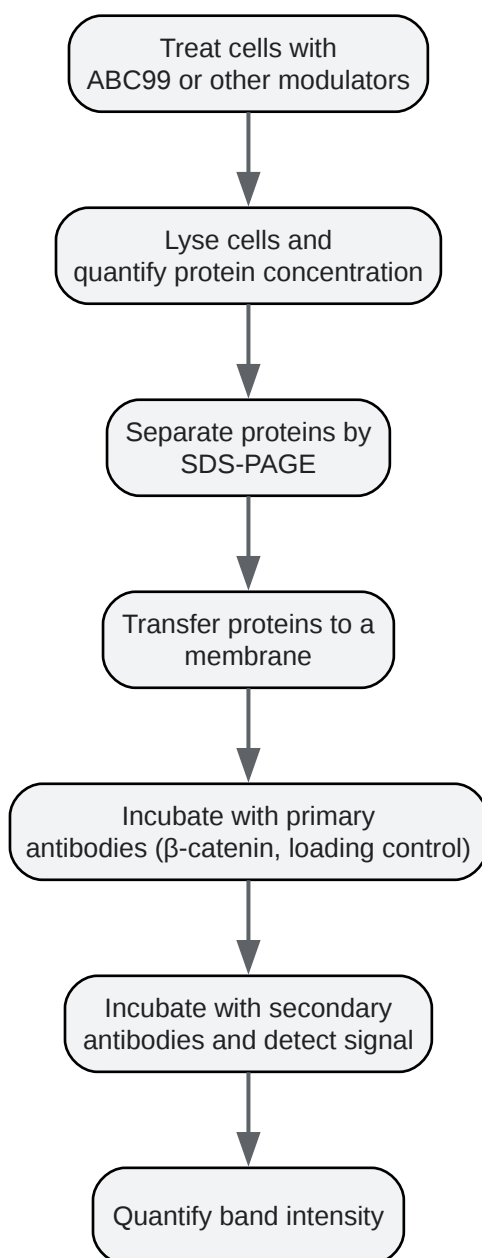 Treat cells with
ABC99 or other modulators
Lyse cells and
quantify protein concentration
Separate proteins by
SDS-PAGE
Transfer proteins to a
membrane
Incubate with primary
antibodies (β-catenin, loading control)
Incubate with secondary
antibodies and detect signal
Quantify band intensity